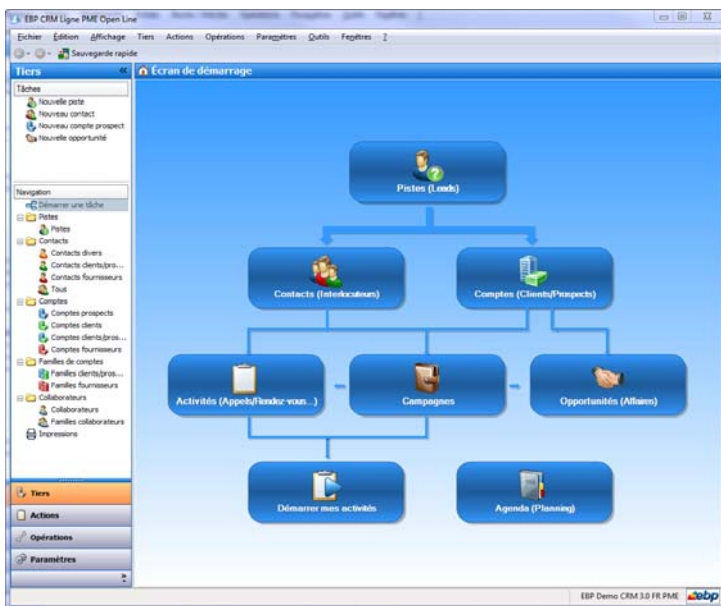 EBP CRM Ligne PME Open Line
Fichier Édition Affichage Tiers Actions Opérations Paramètres Outils Fenêtres ?
Sauvegarde rapide
Tiers «
Écran de démarrage
Tâches
Nouvelle piste
Nouveau contact
Nouveau compte prospect
Nouvelle opportunité
Navigation
Démarrer une tâche
Pistes
Pistes
Contacts
Contacts divers
Contacts clients/pro...
Contacts fournisseurs
Tous
Comptes
Comptes prospects
Comptes clients
Comptes clients/pros...
Comptes fournisseurs
Familles de comptes
Familles clients/pros...
Familles fournisseurs
Collaborateurs
Collaborateurs
Familles collaborateurs
Impressions
Tiers
Actions
Opérations
Paramètres
Pistes (Leads)
Contacts (Interlocuteurs)
Comptes (Clients/Prospects)
Activités (Appels/Rendez-vous...)
Campagnes
Opportunités (Affaires)
Démarrer mes activités
Agenda (Planning)
EBP Demo CRM 3.0 FR PME
ebp